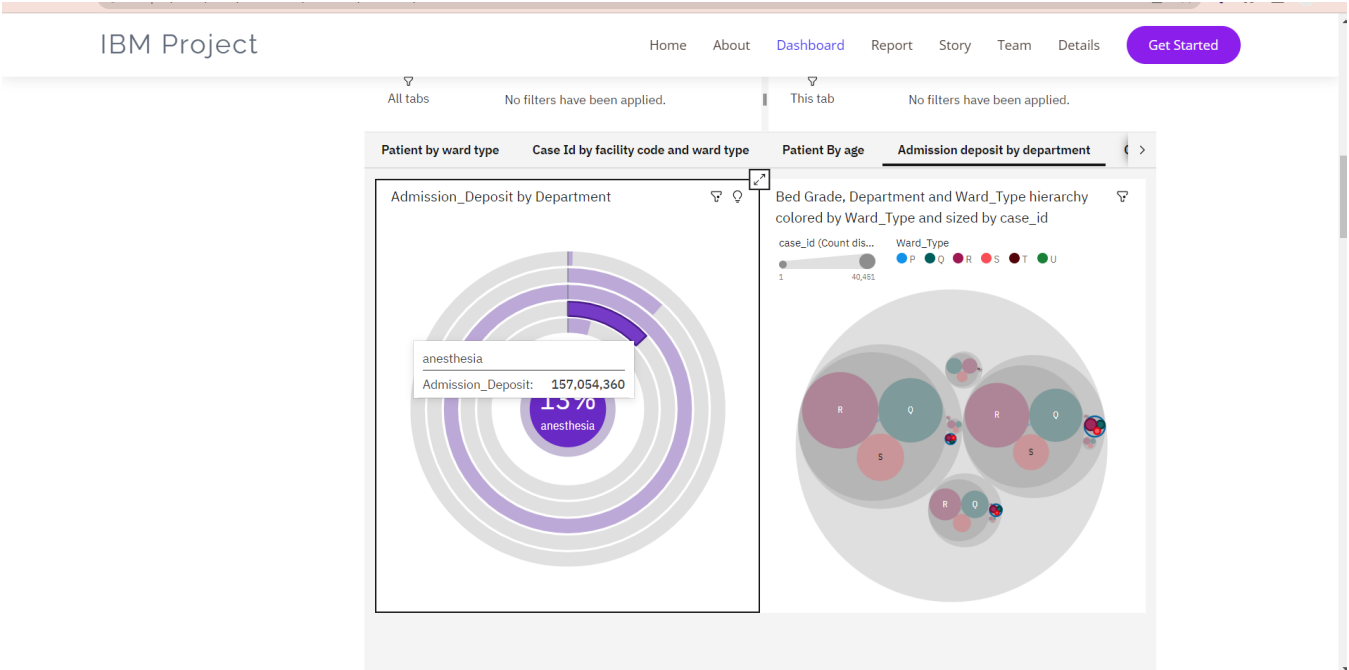 IBM Project
Home About Dashboard Report Story Team Details Get Started
All tabs No filters have been applied.
This tab No filters have been applied.
Patient by ward type Case Id by facility code and ward type Patient By age Admission deposit by department
Admission_Deposit by Department
anesthesia
Admission_Deposit: 157,054,360
13%
anesthesia
Bed Grade, Department and Ward_Type hierarchy
colored by Ward_Type and sized by case_id
case_id (Count dis...
1 40,451
Ward_Type
P Q R S T U
R Q R Q
S S
R Q